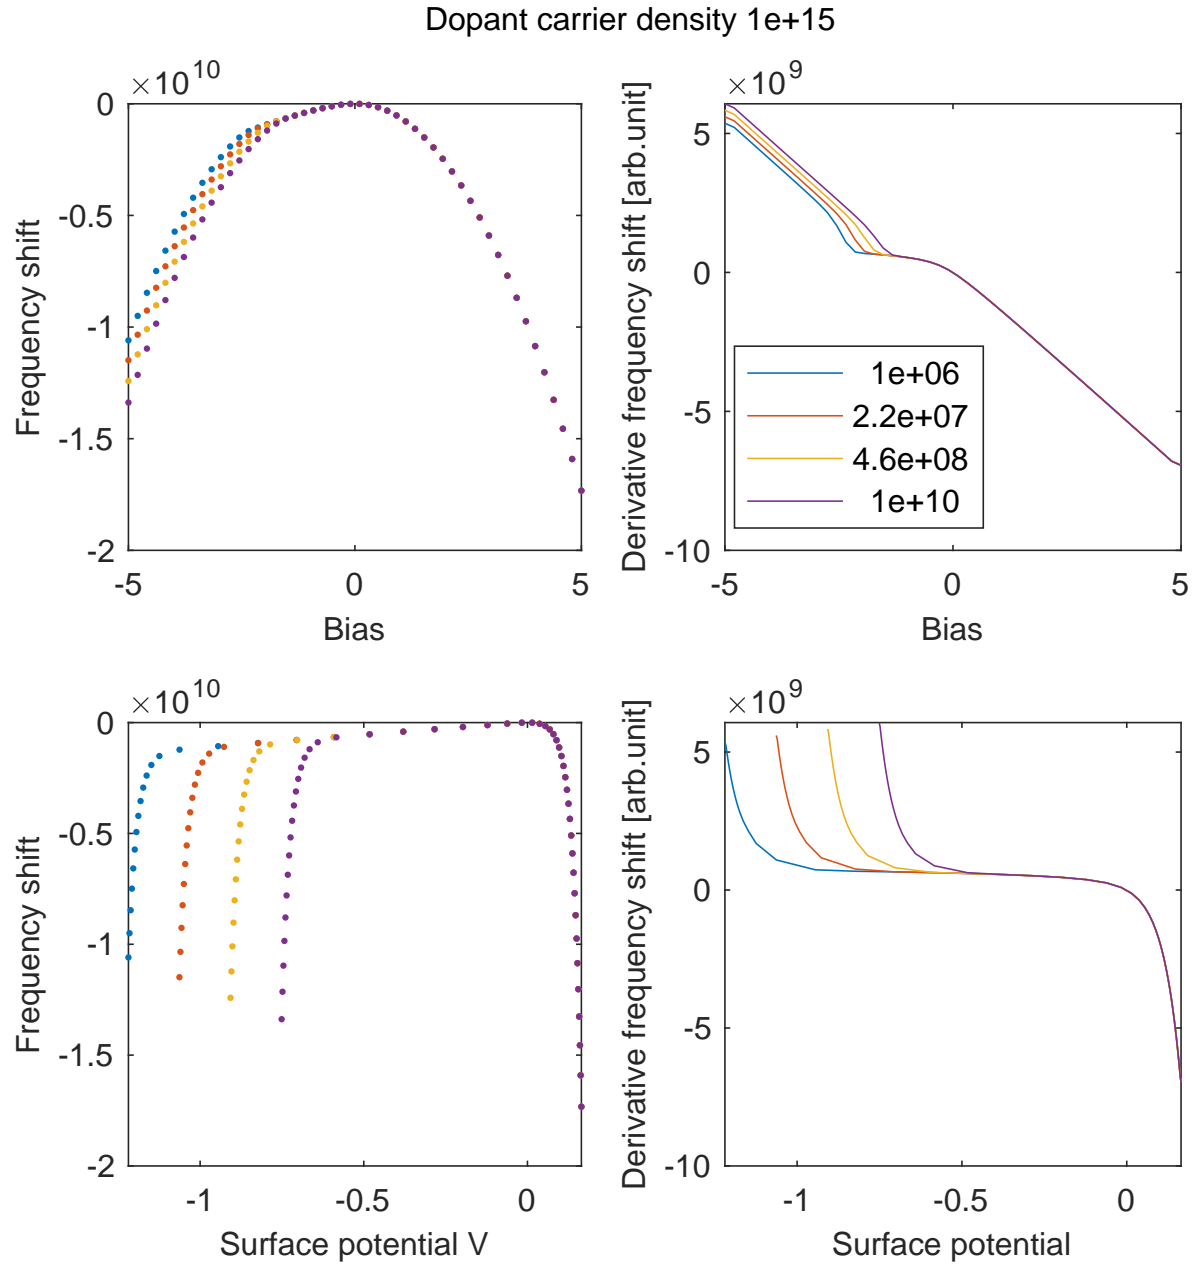 Dopant carrier density 1e+15
×10^10
0
-0.5
-1
-1.5
-2
-5
0
5
Frequency shift
Bias
×10^9
5
0
-5
-10
-5
0
5
Derivative frequency shift [arb.unit]
Bias
1e+06
2.2e+07
4.6e+08
1e+10
×10^10
0
-0.5
-1
-1.5
-2
-1
-0.5
0
Frequency shift
Surface potential V
×10^9
5
0
-5
-10
-1
-0.5
0
Derivative frequency shift [arb.unit]
Surface potential